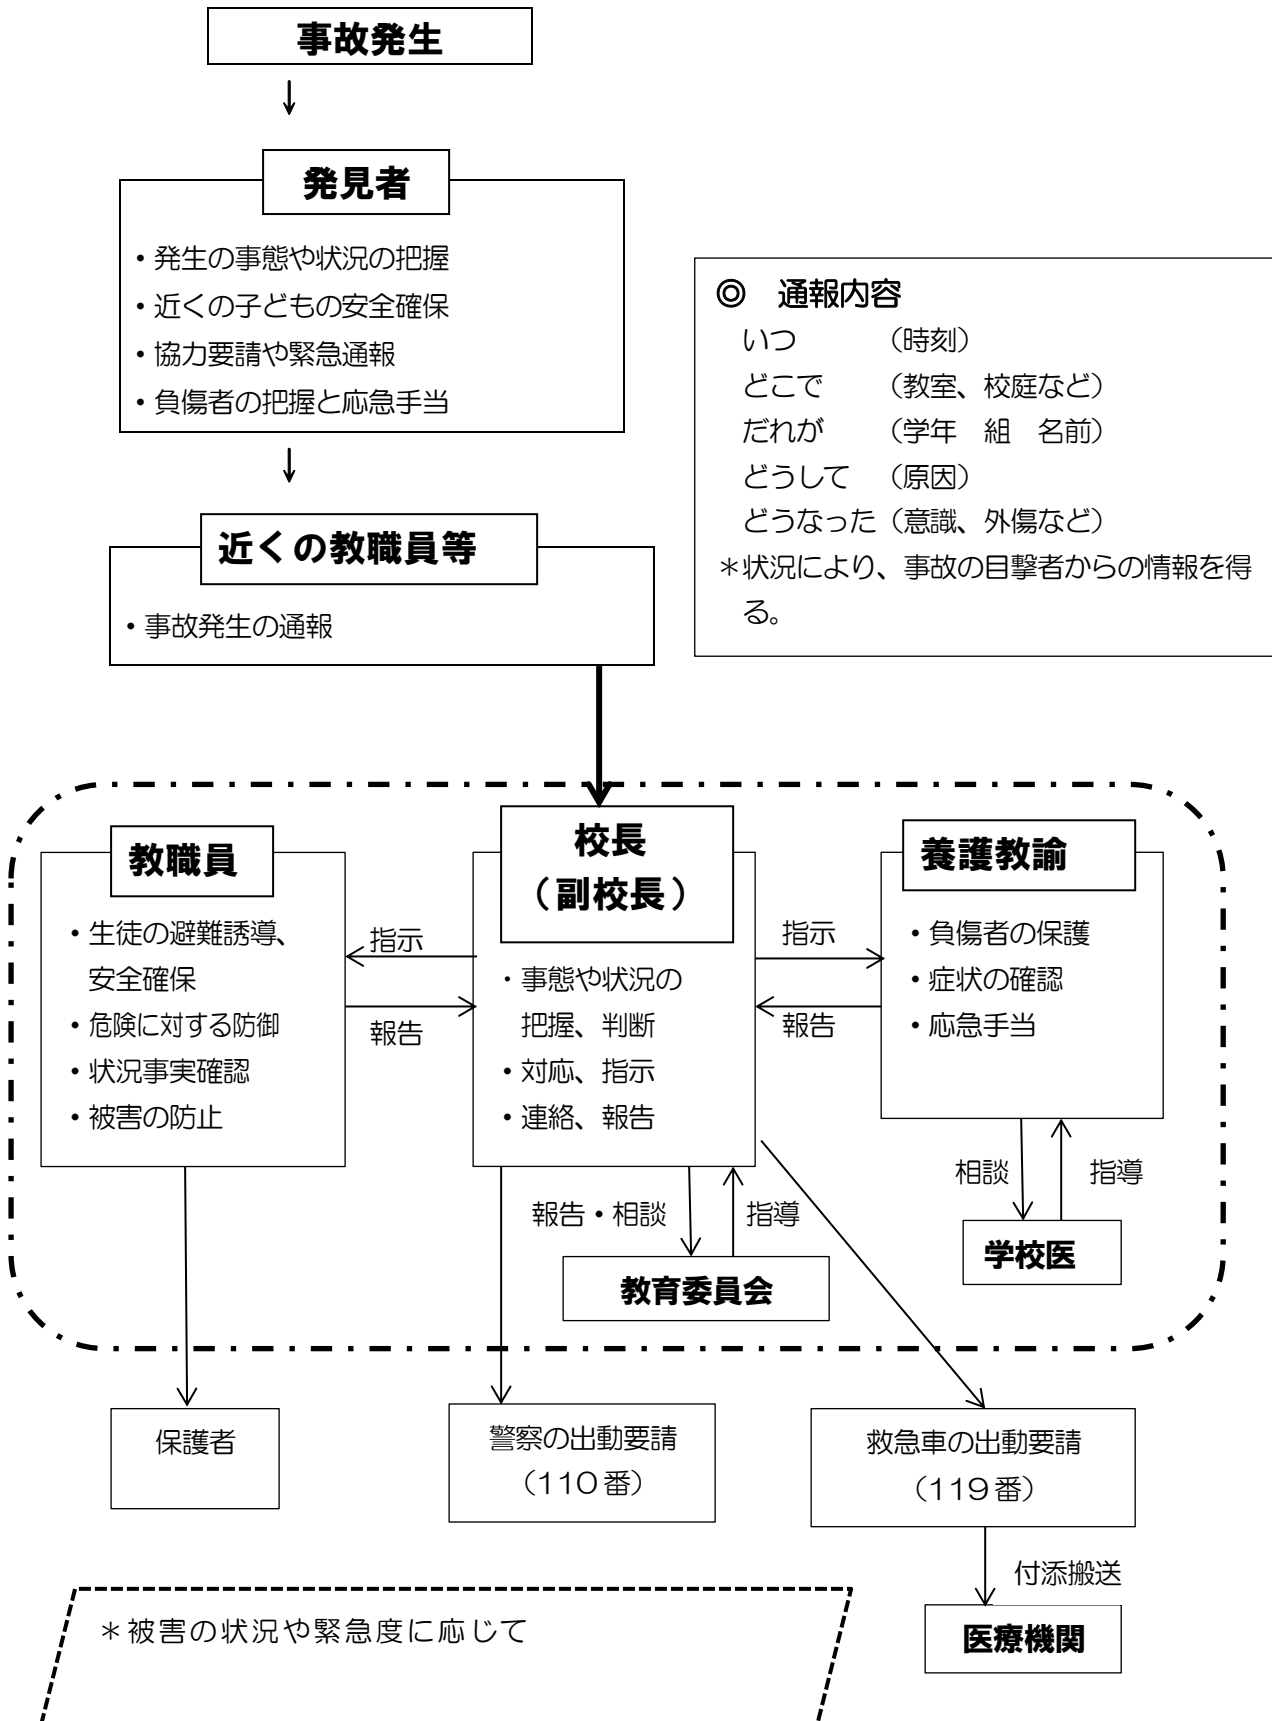 事故発生
発見者
・発生の事態や状況の把握
・近くの子どもの安全確保
・協力要請や緊急通報
・負傷者の把握と応急手当
◎　通報内容
いつ　　　（時刻）
どこで　　（教室、校庭など）
だれが　　（学年　組　名前）
どうして　（原因）
どうなった（意識、外傷など）
＊状況により、事故の目撃者からの情報を得
る。
近くの教職員等
・事故発生の通報
教職員
・生徒の避難誘導、
安全確保
・危険に対する防御
・状況事実確認
・被害の防止
指示
報告
校長
（副校長）
・事態や状況の
把握、判断
・対応、指示
・連絡、報告
指示
報告
養護教諭
・負傷者の保護
・症状の確認
・応急手当
報告・相談
指導
教育委員会
相談
指導
学校医
保護者
警察の出動要請
（110番）
救急車の出動要請
（119番）
付添搬送
医療機関
＊被害の状況や緊急度に応じて